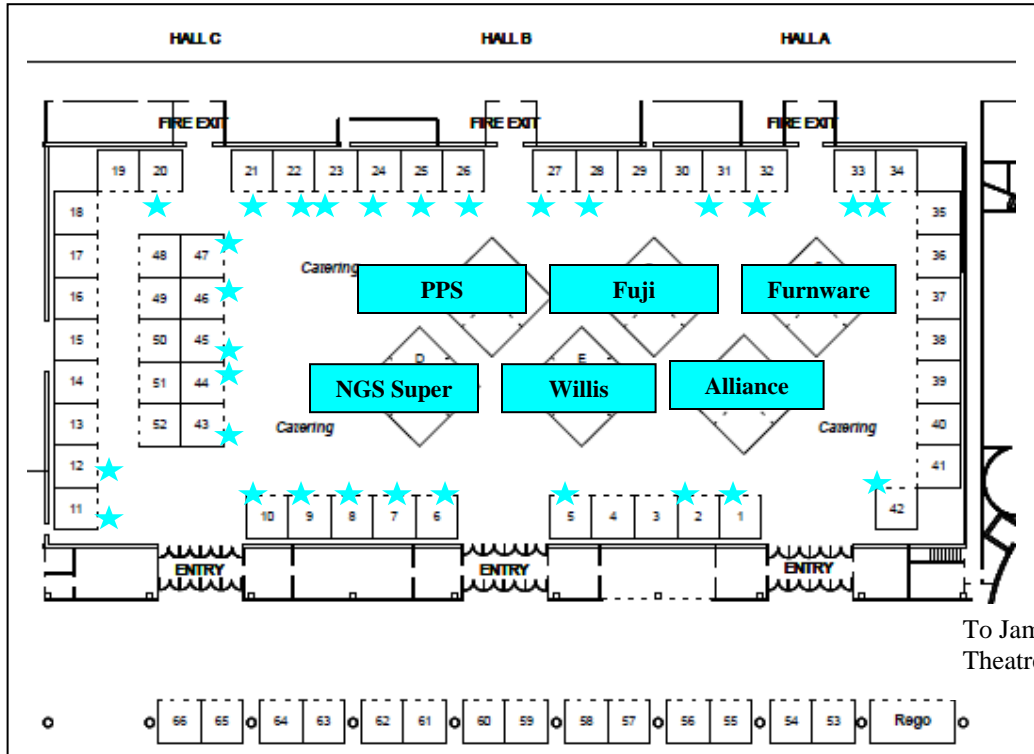 HALL C HALL B HALL A
FIRE EXIT FIRE EXIT FIRE EXIT
19 20 21 22 23 24 25 26 27 28 29 30 31 32 33 34
18 35
17 48 47 Catering 36
PPS Fuji Furnware
16 49 46 37
15 50 45 38
D E
14 51 44 NGS Super Willis Alliance 39
13 52 43 Catering Catering 40
12 41
11 10 9 8 7 6 5 4 3 2 1 42
ENTRY ENTRY ENTRY
To Jam
Theatre
66 65 64 63 62 61 60 59 58 57 56 55 54 53 Rego